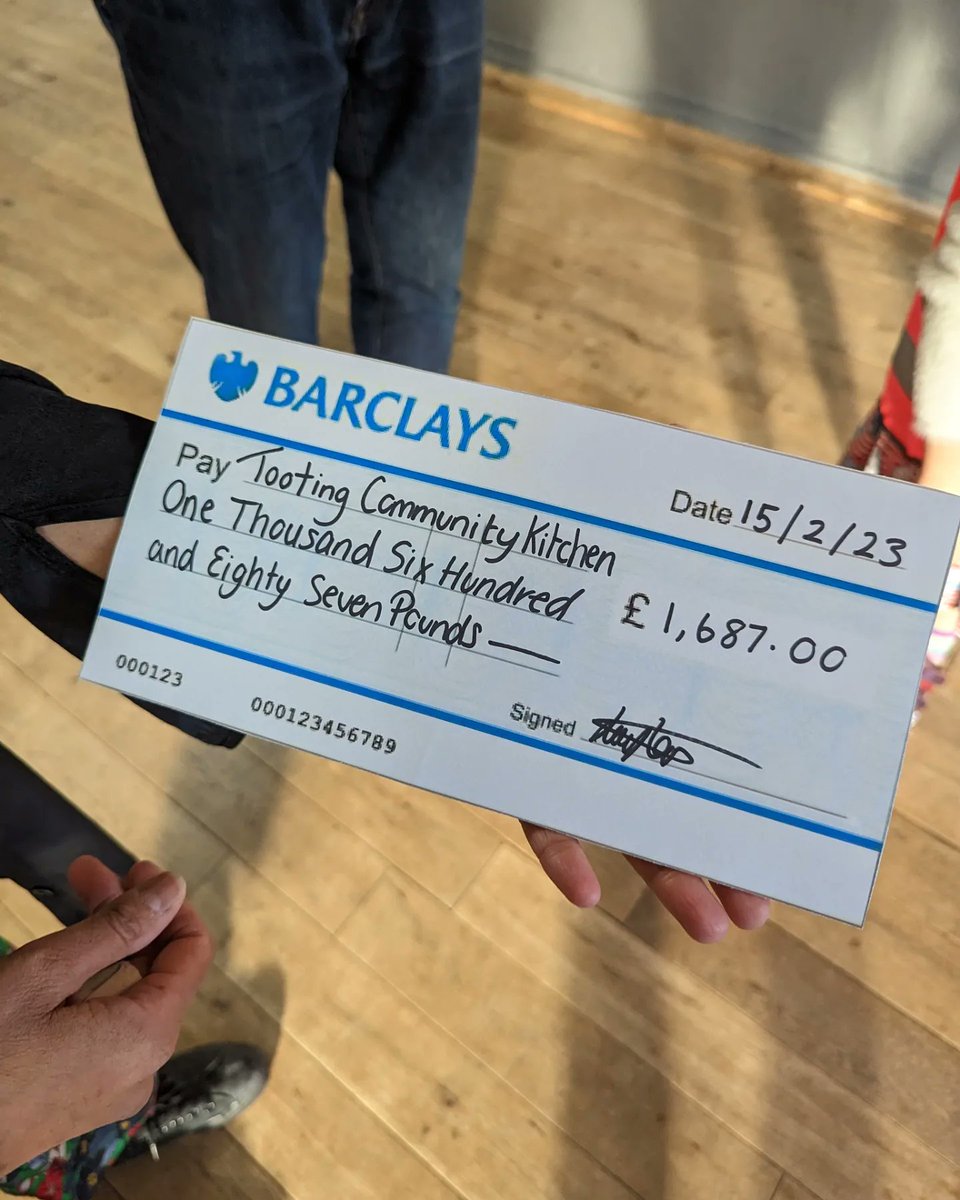 BARCLAYS
Date 15/2/23
Pay Tooting Community Kitchen
One Thousand Six Hundred
and Eighty Seven Pounds
£ 1,687.00
Signed
000123
000123456789